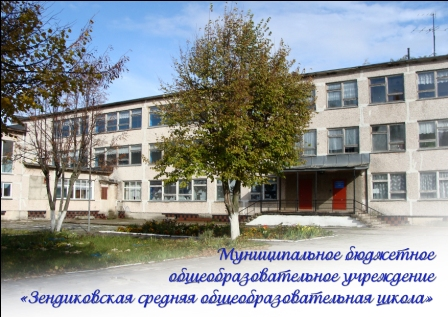 Муниципальное бюджетное
общеобразовательное учреждение
«Зендиковская средняя общеобразовательная школа»